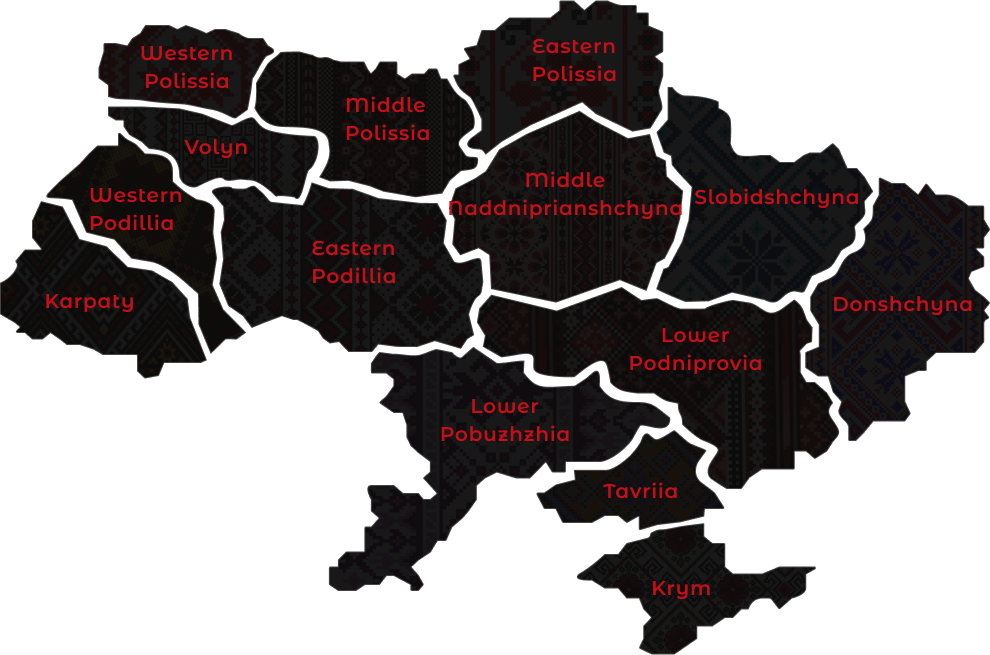 Western
Polissia
Middle
Polissia
Eastern
Polissia
Volyn
Western
Podillia
Middle
Naddniprianshchyna
Slobidshchyna
Eastern
Podillia
Karpaty
Donshchyna
Lower
Podniprovia
Lower
Pobuzhzhia
Tavriia
Krym